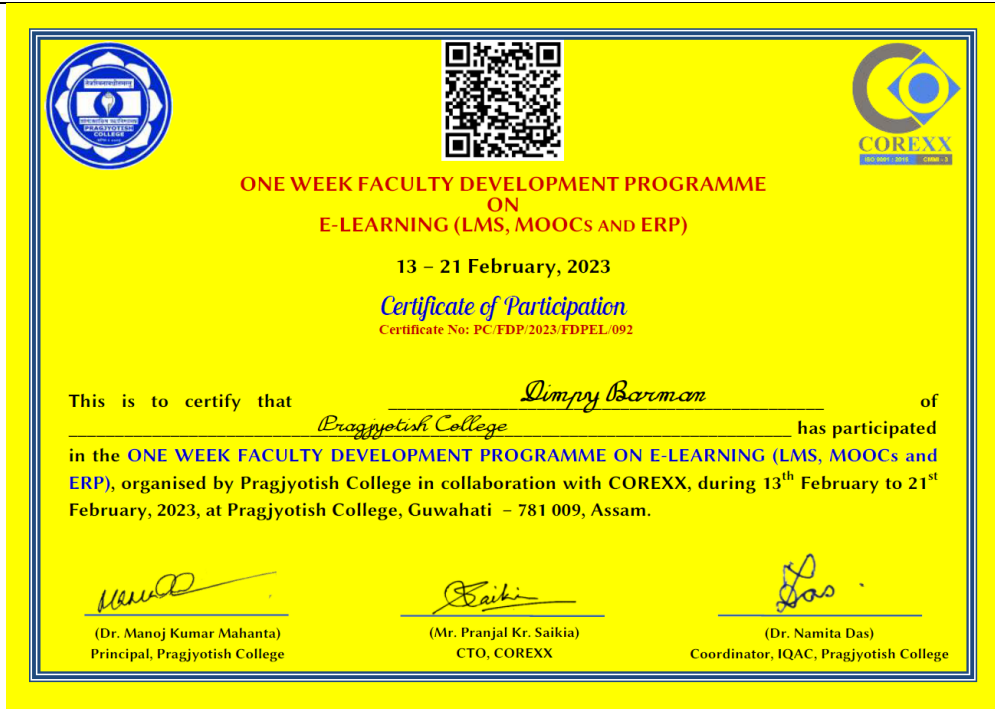 PRAGJYOTISH
COLLEGE
COREXX
ISO 9001 : 2015 CMMI - 3
ONE WEEK FACULTY DEVELOPMENT PROGRAMME
ON
E-LEARNING (LMS, MOOCS AND ERP)
13 – 21 February, 2023
Certificate of Participation
Certificate No: PC/FDP/2023/FDPEL/092
This is to certify that Dimpy Barman of
Pragjyotish College has participated
in the ONE WEEK FACULTY DEVELOPMENT PROGRAMME ON E-LEARNING (LMS, MOOCs and
ERP), organised by Pragjyotish College in collaboration with COREXX, during 13th February to 21st
February, 2023, at Pragjyotish College, Guwahati – 781 009, Assam.
Saikia
Das
(Dr. Manoj Kumar Mahanta)
Principal, Pragjyotish College
(Mr. Pranjal Kr. Saikia)
CTO, COREXX
(Dr. Namita Das)
Coordinator, IQAC, Pragjyotish College